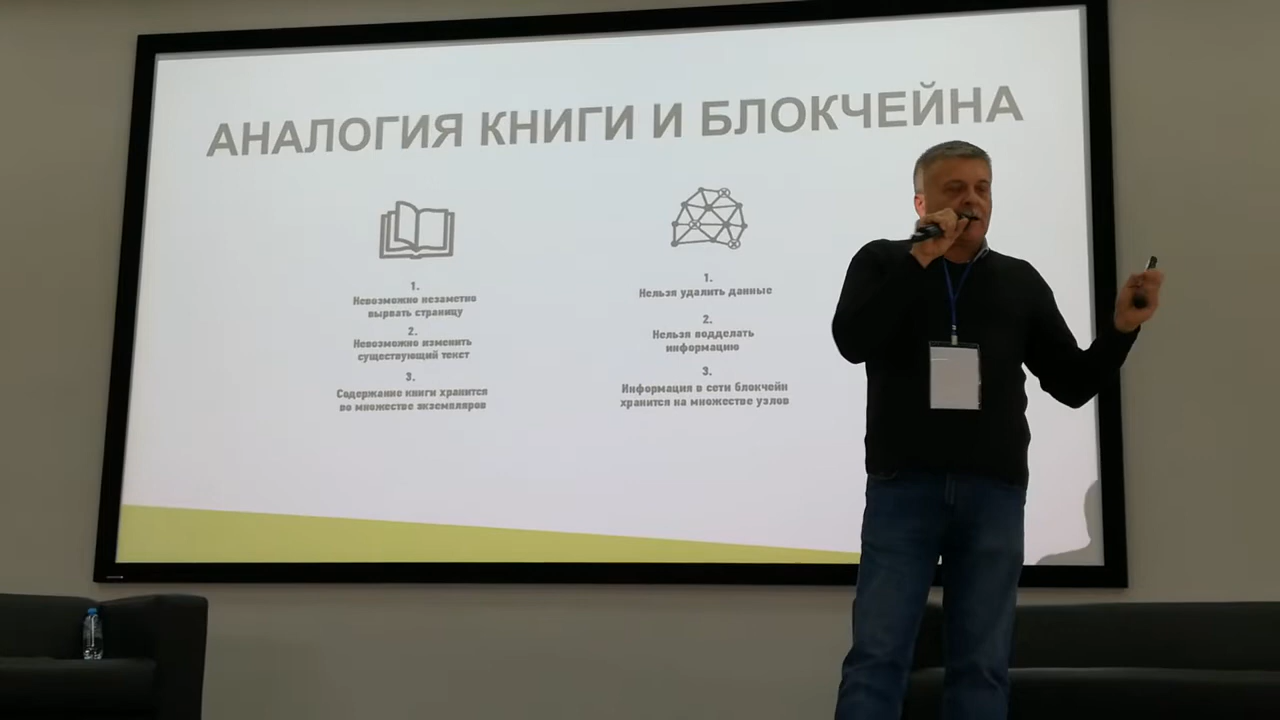 АНАЛОГИЯ КНИГИ И БЛОКЧЕЙНА
1.
Невозможно незаметно
вырвать страницу
2.
Невозможно изменить
существующий текст
3.
Содержание книги хранится
во множестве экземпляров
1.
Нельзя удалить данные
2.
Нельзя подделать
информацию
3.
Информация в сети блокчейн
хранится на множестве узлов